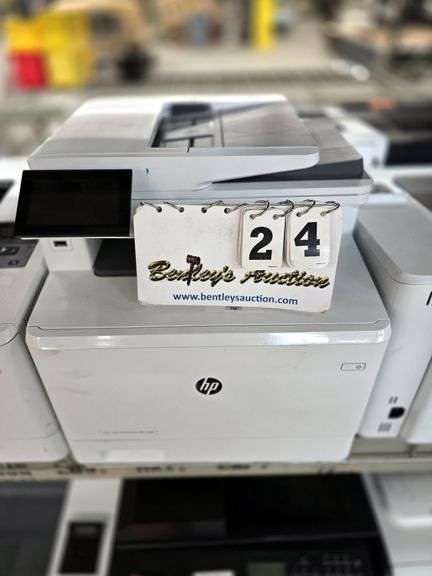 24
Bentley's Auction
www.bentleysauction.com
hp